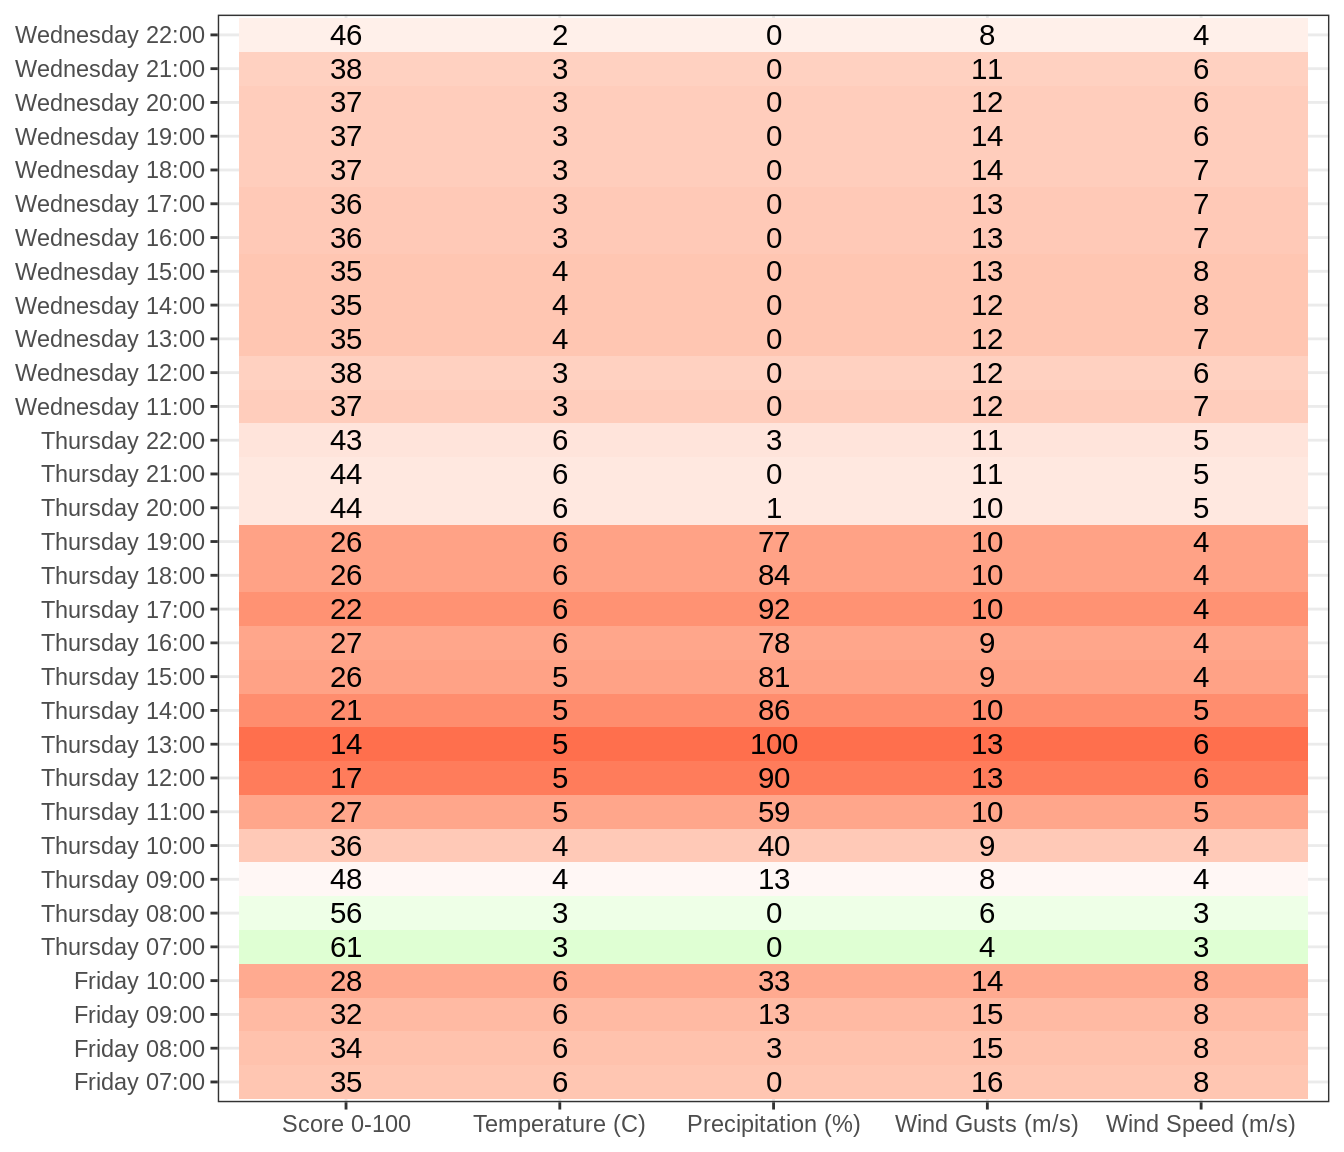 Wednesday 22:00 46 2 0 8 4
Wednesday 21:00 38 3 0 11 6
Wednesday 20:00 37 3 0 12 6
Wednesday 19:00 37 3 0 14 6
Wednesday 18:00 37 3 0 14 7
Wednesday 17:00 36 3 0 13 7
Wednesday 16:00 36 3 0 13 7
Wednesday 15:00 35 4 0 13 8
Wednesday 14:00 35 4 0 12 8
Wednesday 13:00 35 4 0 12 7
Wednesday 12:00 38 3 0 12 6
Wednesday 11:00 37 3 0 12 7
Thursday 22:00 43 6 3 11 5
Thursday 21:00 44 6 0 11 5
Thursday 20:00 44 6 1 10 5
Thursday 19:00 26 6 77 10 4
Thursday 18:00 26 6 84 10 4
Thursday 17:00 22 6 92 10 4
Thursday 16:00 27 6 78 9 4
Thursday 15:00 26 5 81 9 4
Thursday 14:00 21 5 86 10 5
Thursday 13:00 14 5 100 13 6
Thursday 12:00 17 5 90 13 6
Thursday 11:00 27 5 59 10 5
Thursday 10:00 36 4 40 9 4
Thursday 09:00 48 4 13 8 4
Thursday 08:00 56 3 0 6 3
Thursday 07:00 61 3 0 4 3
Friday 10:00 28 6 33 14 8
Friday 09:00 32 6 13 15 8
Friday 08:00 34 6 3 15 8
Friday 07:00 35 6 0 16 8
Score 0-100 Temperature (C) Precipitation (%) Wind Gusts (m/s) Wind Speed (m/s)